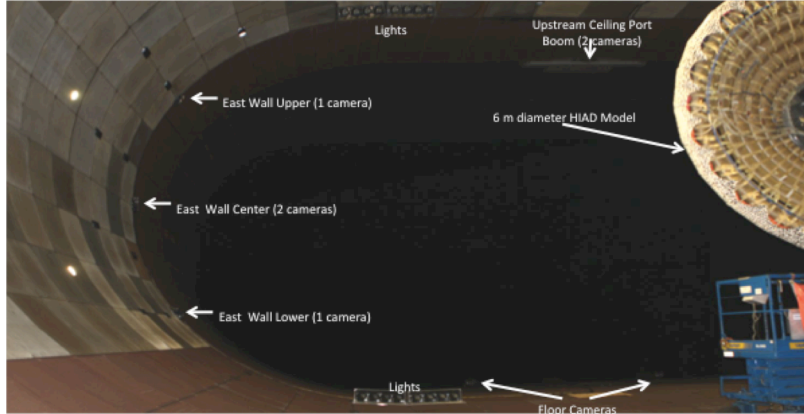 Lights
Upstream Ceiling Port
Boom (2 cameras)
East Wall Upper (1 camera)
6 m diameter HIAD Model
East  Wall Center (2 cameras)
East  Wall Lower (1 camera)
Lights
Floor Cameras